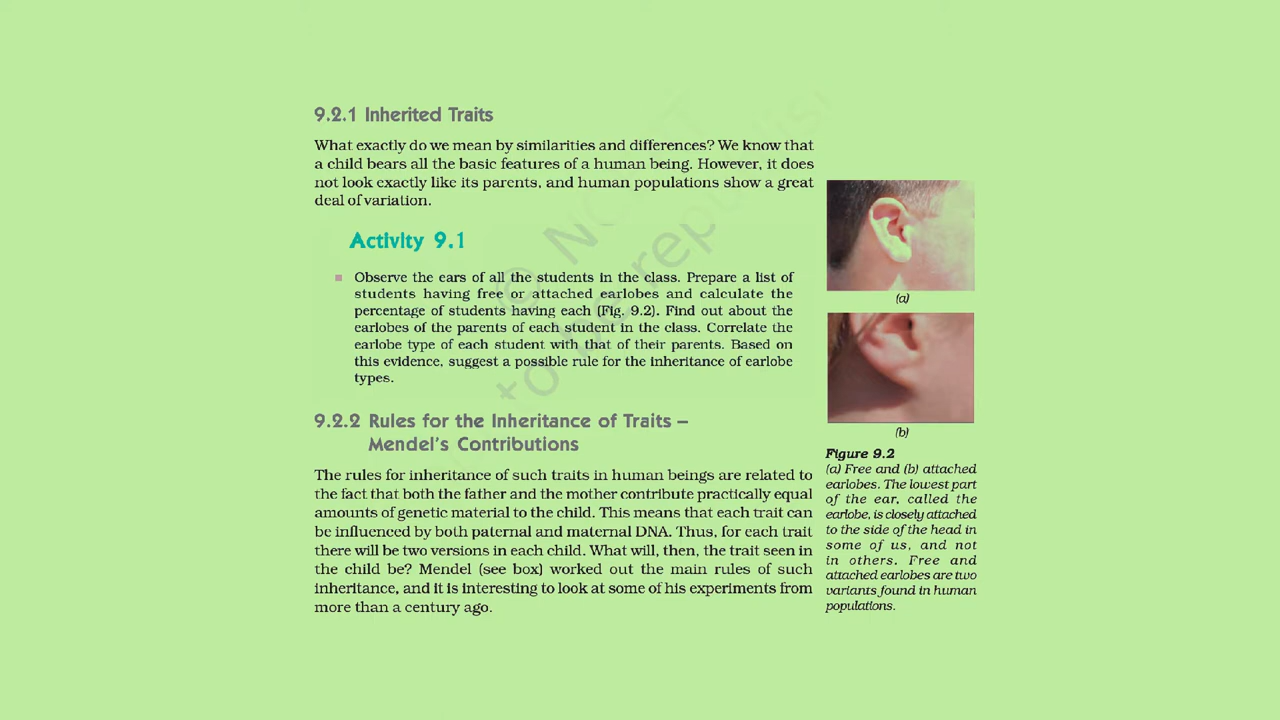 9.2.1 Inherited Traits
What exactly do we mean by similarities and differences? We know that
a child bears all the basic features of a human being. However, it does
not look exactly like its parents, and human populations show a great
deal of variation.
Activity 9.1
Observe the ears of all the students in the class. Prepare a list of
students having free or attached earlobes and calculate the
percentage of students having each (Fig. 9.2). Find out about the
earlobes of the parents of each student in the class. Correlate the
earlobe type of each student with that of their parents. Based on
this evidence, suggest a possible rule for the inheritance of earlobe
types.
9.2.2 Rules for the Inheritance of Traits –
Mendel's Contributions
The rules for inheritance of such traits in human beings are related to
the fact that both the father and the mother contribute practically equal
amounts of genetic material to the child. This means that each trait can
be influenced by both paternal and maternal DNA. Thus, for each trait
there will be two versions in each child. What will, then, the trait seen in
the child be? Mendel (see box) worked out the main rules of such
inheritance, and it is interesting to look at some of his experiments from
more than a century ago.
(a)
(b)
Figure 9.2
(a) Free and (b) attached
earlobes. The lowest part
of the ear, called the
earlobe, is closely attached
to the side of the head in
some of us, and not
in others. Free and
attached earlobes are two
variants found in human
populations.